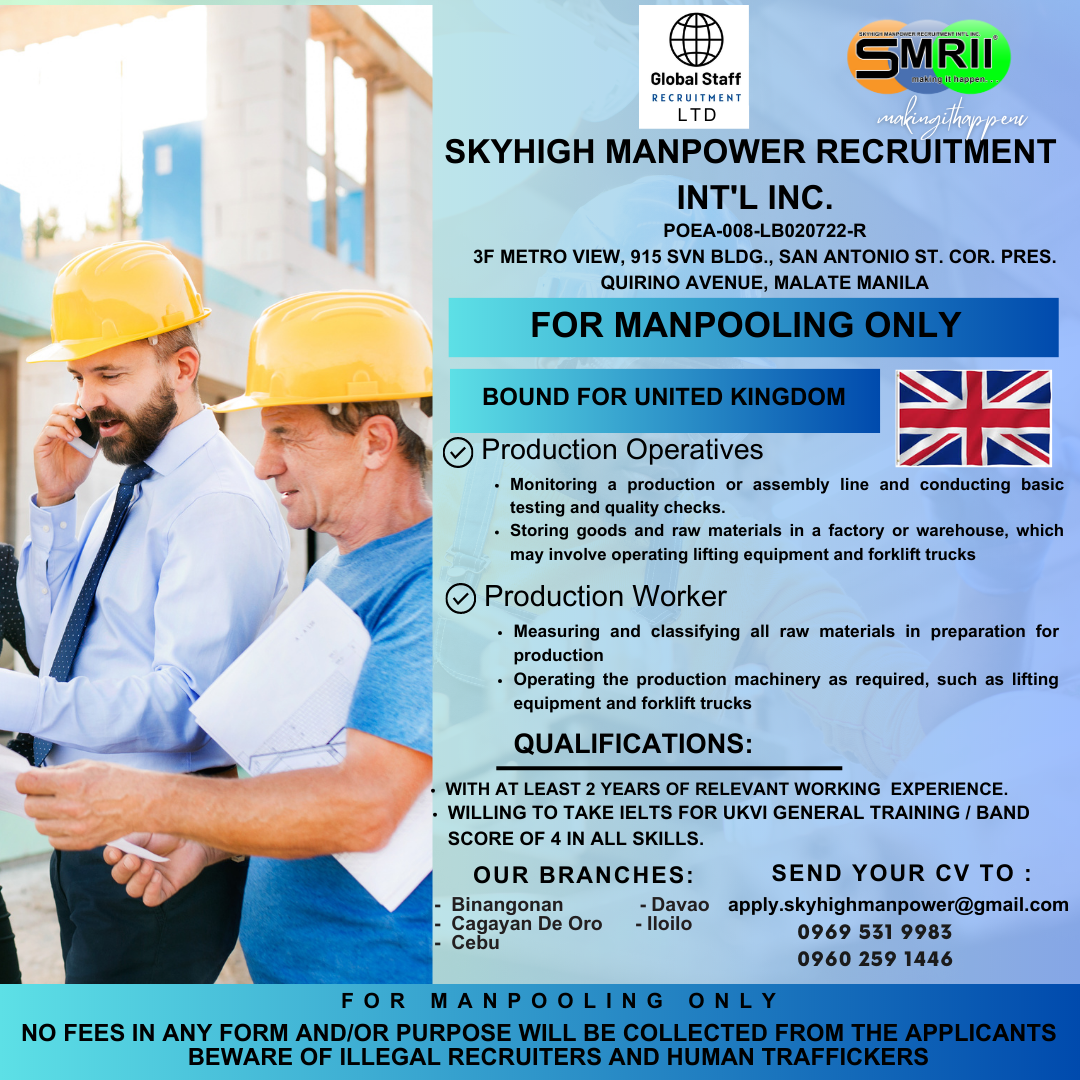 Global Staff
RECRUITMENT
LTD
SKYHIGH MANPOWER RECRUITMENT INT'L INC.
SMRII
making it happen. . .
makingithappenv
SKYHIGH MANPOWER RECRUITMENT
INT'L INC.
POEA-008-LB020722-R
3F METRO VIEW, 915 SVN BLDG., SAN ANTONIO ST. COR. PRES.
QUIRINO AVENUE, MALATE MANILA
FOR MANPOOLING ONLY
BOUND FOR UNITED KINGDOM
Production Operatives
• Monitoring a production or assembly line and conducting basic
testing and quality checks.
• Storing goods and raw materials in a factory or warehouse, which
may involve operating lifting equipment and forklift trucks
Production Worker
• Measuring and classifying all raw materials in preparation for
production
• Operating the production machinery as required, such as lifting
equipment and forklift trucks
QUALIFICATIONS:
• WITH AT LEAST 2 YEARS OF RELEVANT WORKING EXPERIENCE.
• WILLING TO TAKE IELTS FOR UKVI GENERAL TRAINING / BAND
SCORE OF 4 IN ALL SKILLS.
OUR BRANCHES:
- Binangonan - Davao
- Cagayan De Oro - Iloilo
- Cebu
SEND YOUR CV TO :
apply.skyhighmanpower@gmail.com
0969 531 9983
0960 259 1446
FOR MANPOOLING ONLY
NO FEES IN ANY FORM AND/OR PURPOSE WILL BE COLLECTED FROM THE APPLICANTS
BEWARE OF ILLEGAL RECRUITERS AND HUMAN TRAFFICKERS